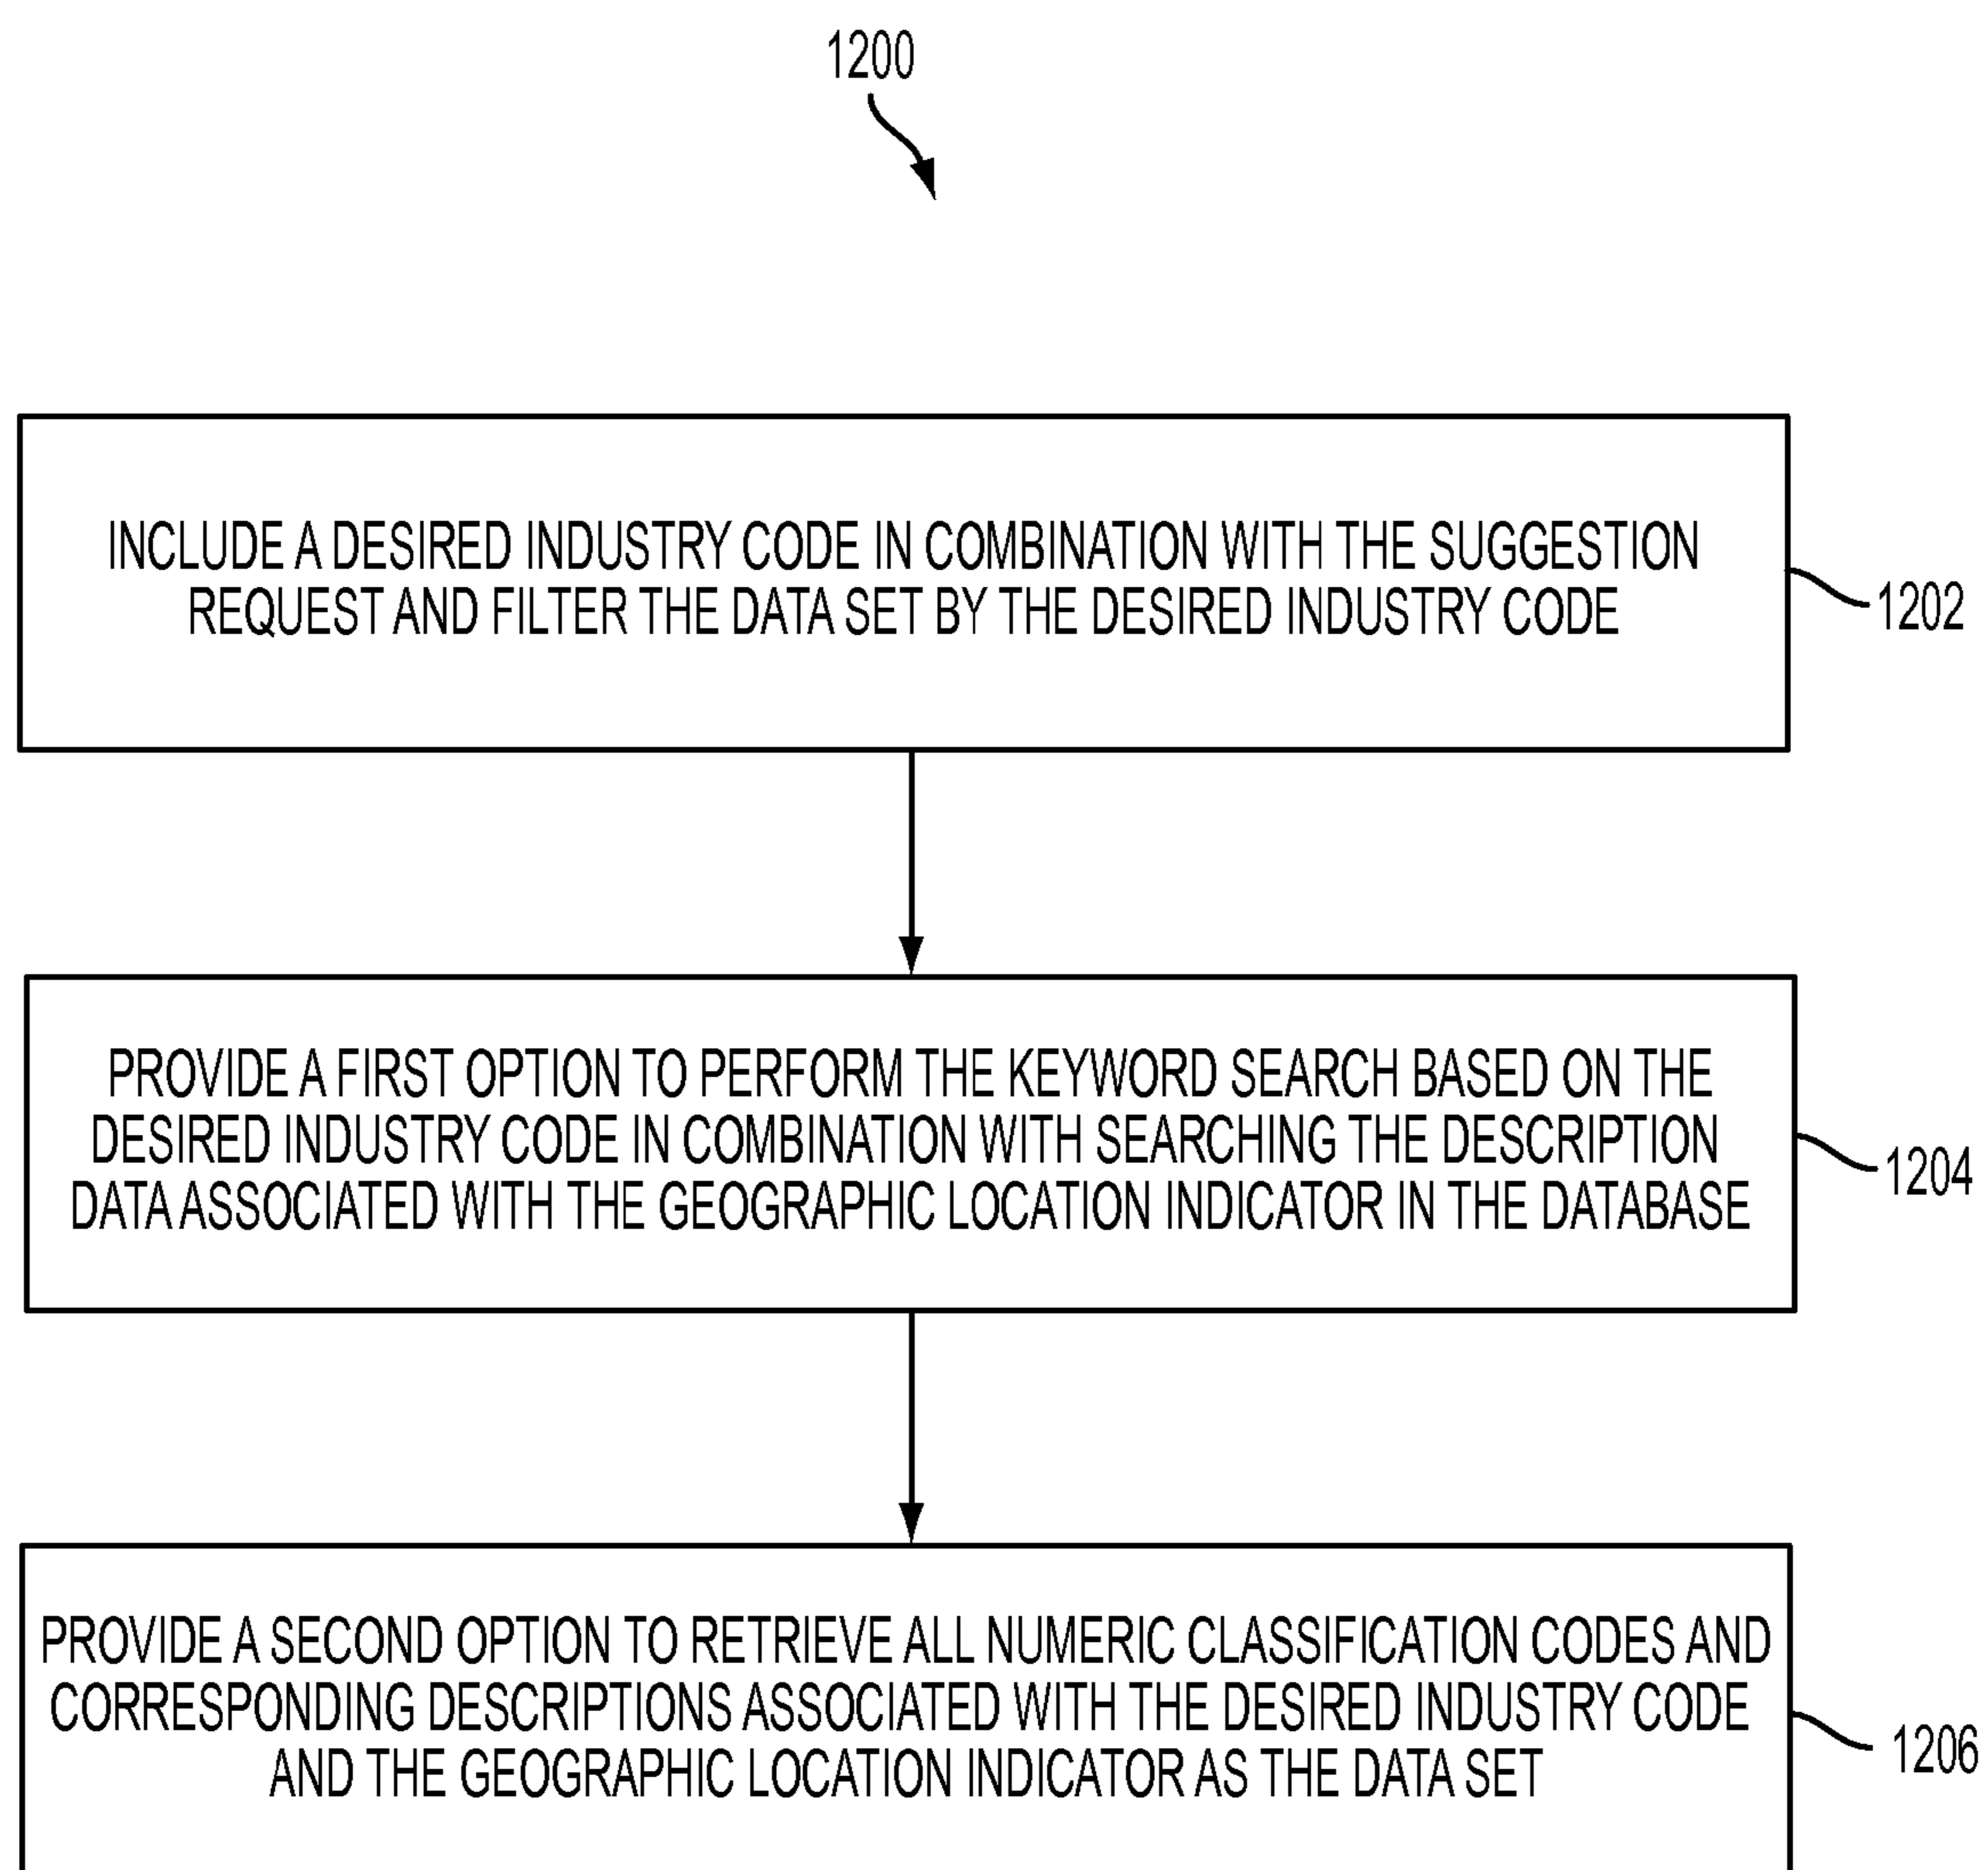 1200
INCLUDE A DESIRED INDUSTRY CODE IN COMBINATION WITH THE SUGGESTION
REQUEST AND FILTER THE DATA SET BY THE DESIRED INDUSTRY CODE
1202
PROVIDE A FIRST OPTION TO PERFORM THE KEYWORD SEARCH BASED ON THE
DESIRED INDUSTRY CODE IN COMBINATION WITH SEARCHING THE DESCRIPTION
DATA ASSOCIATED WITH THE GEOGRAPHIC LOCATION INDICATOR IN THE DATABASE
1204
PROVIDE A SECOND OPTION TO RETRIEVE ALL NUMERIC CLASSIFICATION CODES AND
CORRESPONDING DESCRIPTIONS ASSOCIATED WITH THE DESIRED INDUSTRY CODE
AND THE GEOGRAPHIC LOCATION INDICATOR AS THE DATA SET
1206